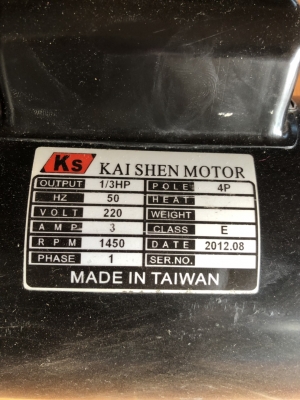 Ks KAI SHEN MOTOR
OUTPUT 1/3HP POLE 4P
HZ 50 HEAT
VOLT 220 WEIGHT
AMP 3 CLASS E
RPM 1450 DATE 2012.08
PHASE 1 SER.NO.
MADE IN TAIWAN